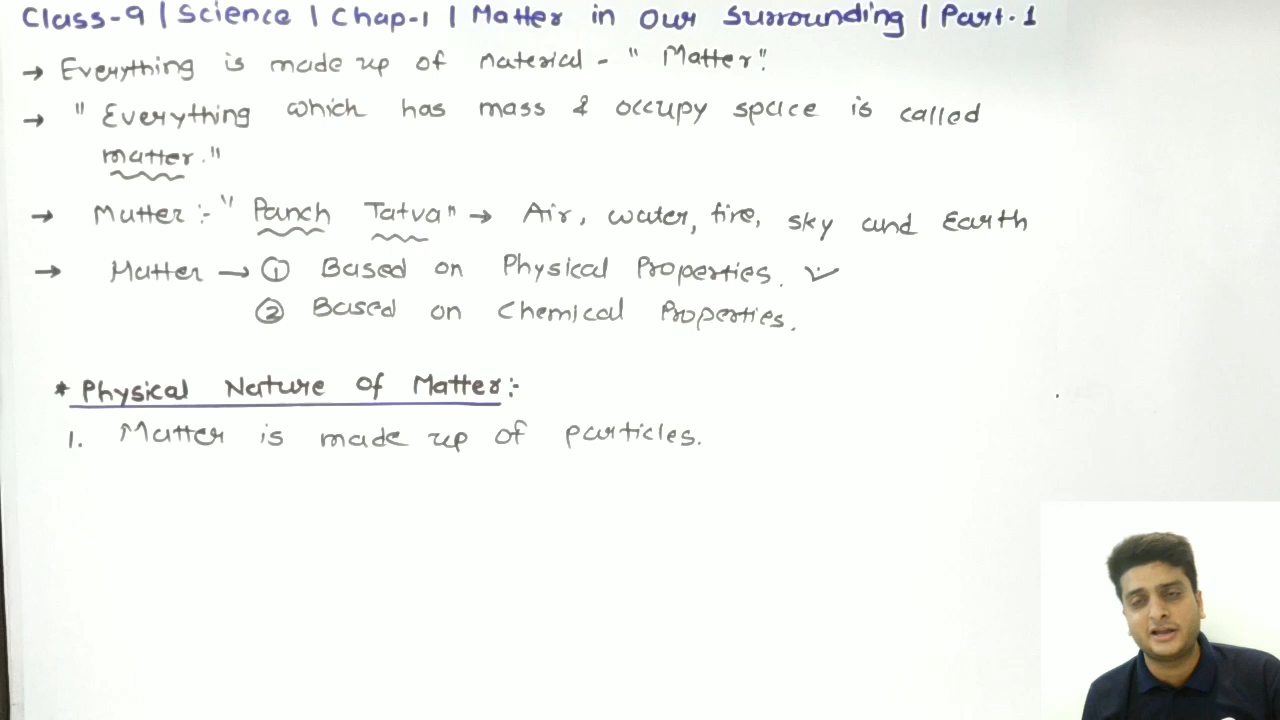 Class-9 | Science | Chap-1 | Matter in Our Surrounding | Part-1
→ Everything is made up of material - " Matter".
→ " Everything which has mass & occupy space is called
matter."
→ Matter :- " Panch Tatva" → Air, water, fire, sky and Earth
→ Matter → ① Based on Physical Properties.
② Based on Chemical Properties.
* Physical Nature of Matter:-
1. Matter is made up of particles.